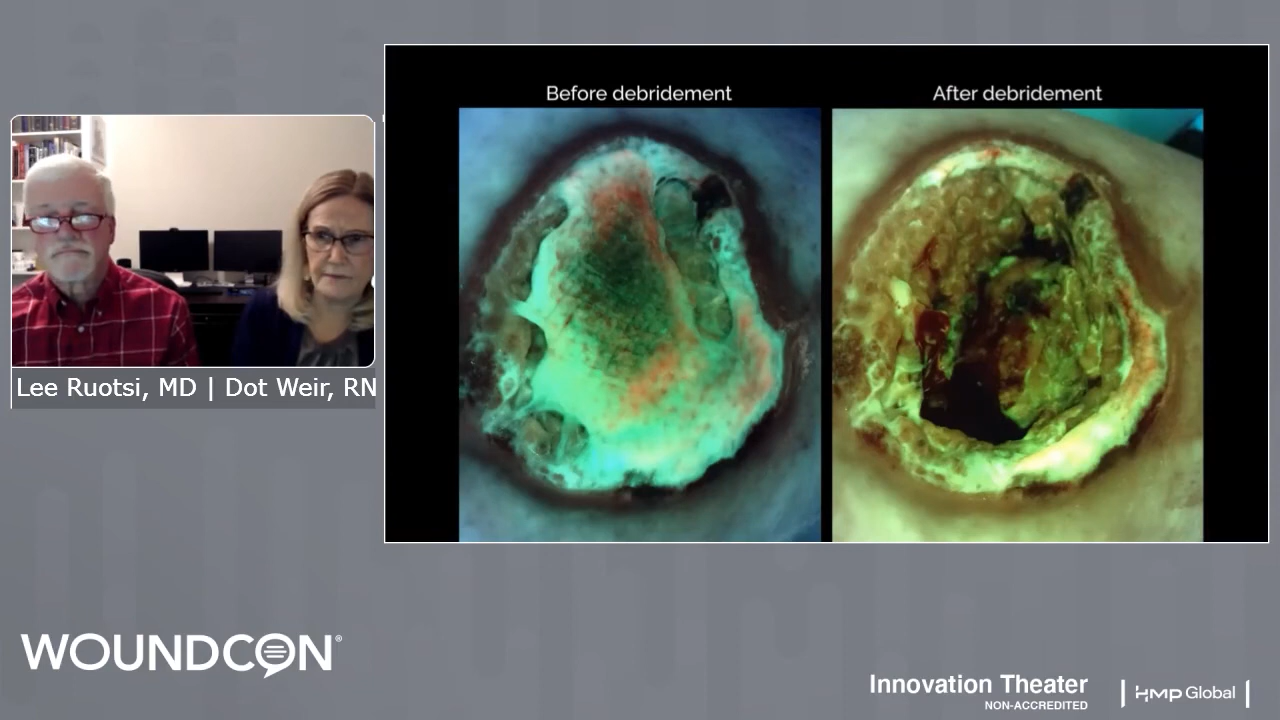 Before debridement
After debridement
Lee Ruotsi, MD | Dot Weir, RN
WOUNDCON®
Innovation Theater
NON-ACCREDITED
HMP Global